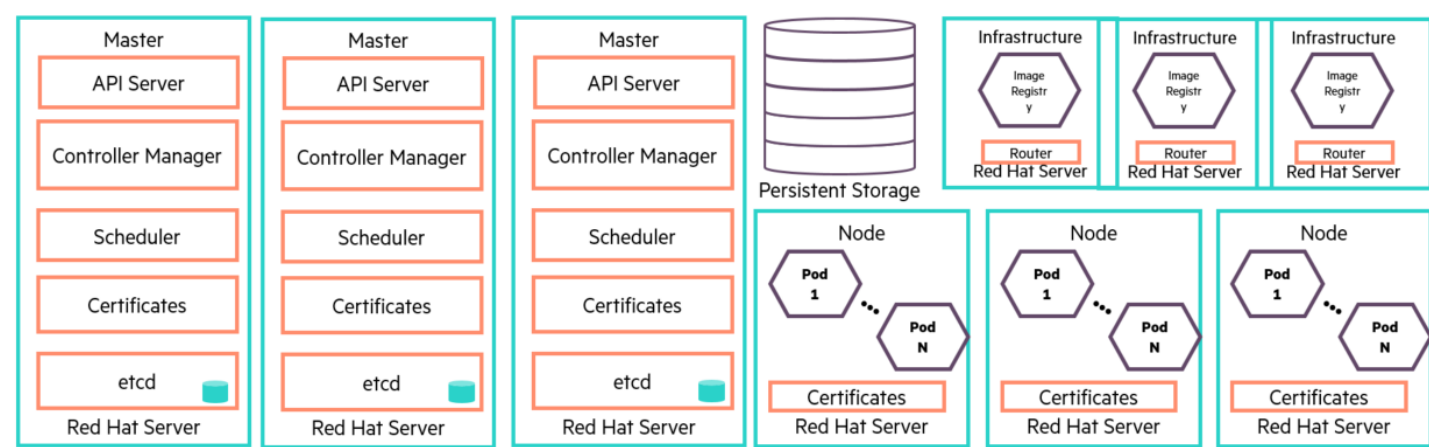 Master
API Server
Controller Manager
Scheduler
Certificates
etcd
Red Hat Server
Master
API Server
Controller Manager
Scheduler
Certificates
etcd
Red Hat Server
Master
API Server
Controller Manager
Scheduler
Certificates
etcd
Red Hat Server
Persistent Storage
Infrastructure
Image
Registr
y
Router
Red Hat Server
Infrastructure
Image
Registr
y
Router
Red Hat Server
Infrastructure
Image
Registr
y
Router
Red Hat Server
Node
Pod
1
Pod
N
Certificates
Red Hat Server
Node
Pod
1
Pod
N
Certificates
Red Hat Server
Node
Pod
1
Pod
N
Certificates
Red Hat Server